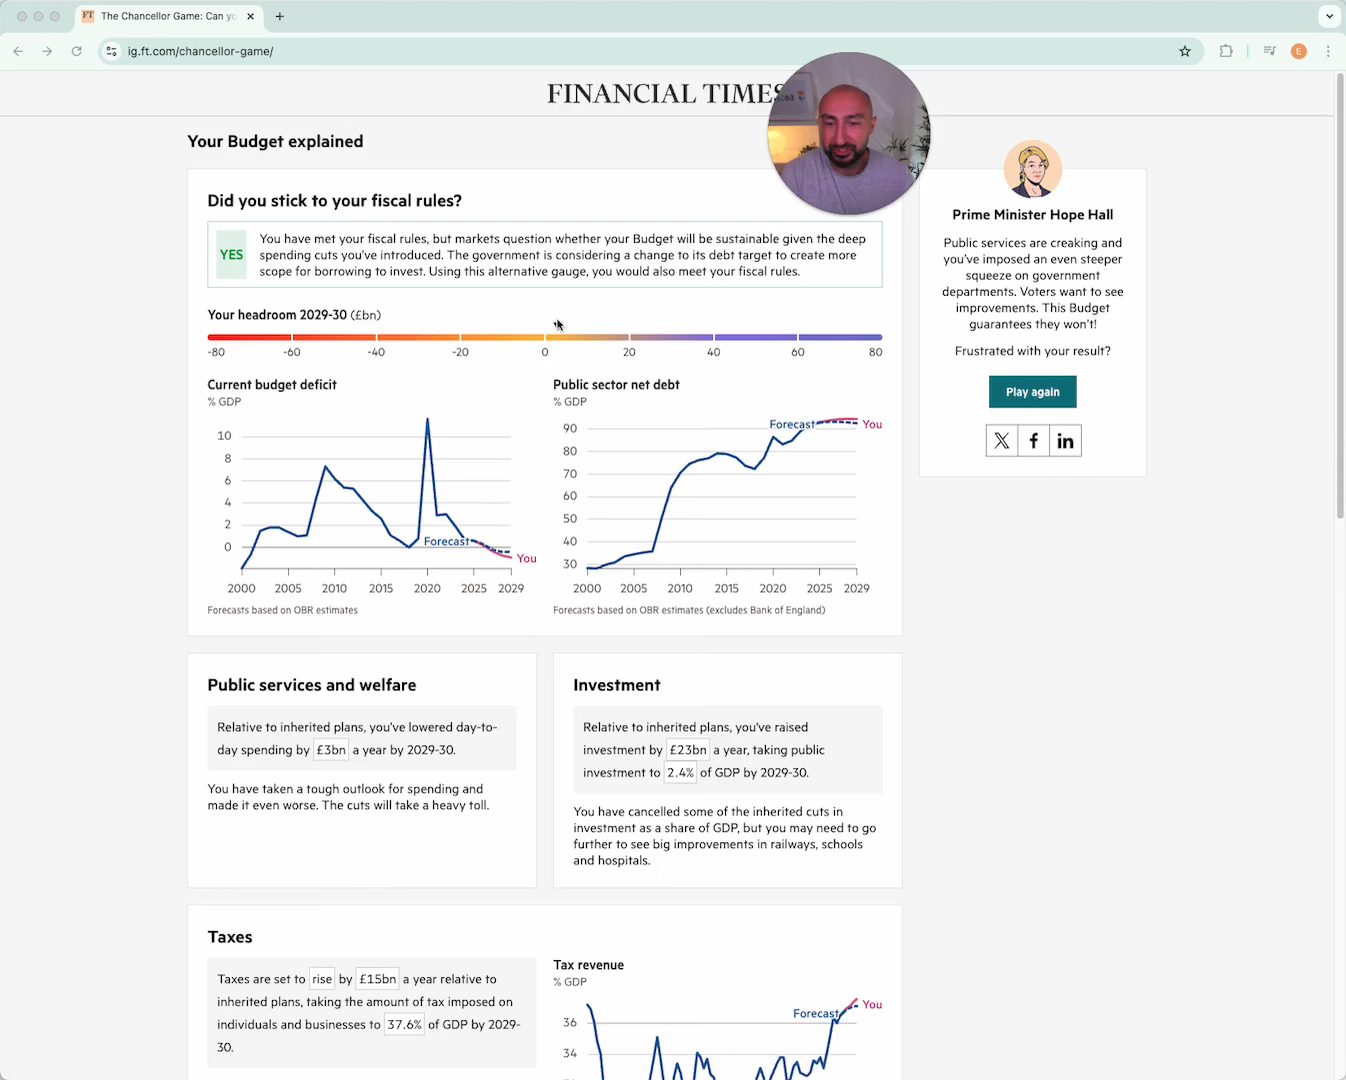 The Chancellor Game: Can yo
ig.ft.com/chancellor-game/
E
FINANCIAL TIMES
Your Budget explained
Did you stick to your fiscal rules?
YES
You have met your fiscal rules, but markets question whether your Budget will be sustainable given the deep
spending cuts you've introduced. The government is considering a change to its debt target to create more
scope for borrowing to invest. Using this alternative gauge, you would also meet your fiscal rules.
Your headroom 2029-30 (£bn)
-80 -60 -40 -20 0 20 40 60 80
Current budget deficit
% GDP
10
8
6
4
2
0
Forecast
You
2000 2005 2010 2015 2020 2025 2029
Forecasts based on OBR estimates
Public sector net debt
% GDP
90
80
70
60
50
40
30
Forecast
You
2000 2005 2010 2015 2020 2025 2029
Forecasts based on OBR estimates (excludes Bank of England)
Prime Minister Hope Hall
Public services are creaking and
you've imposed an even steeper
squeeze on government
departments. Voters want to see
improvements. This Budget
guarantees they won't!
Frustrated with your result?
Play again
Public services and welfare
Relative to inherited plans, you've lowered day-to-
day spending by £3bn a year by 2029-30.
You have taken a tough outlook for spending and
made it even worse. The cuts will take a heavy toll.
Investment
Relative to inherited plans, you've raised
investment by £23bn a year, taking public
investment to 2.4% of GDP by 2029-30.
You have cancelled some of the inherited cuts in
investment as a share of GDP, but you may need to go
further to see big improvements in railways, schools
and hospitals.
Taxes
Taxes are set to rise by £15bn a year relative to
inherited plans, taking the amount of tax imposed on
individuals and businesses to 37.6% of GDP by 2029-
30.
Tax revenue
% GDP
Forecast
You
36
34